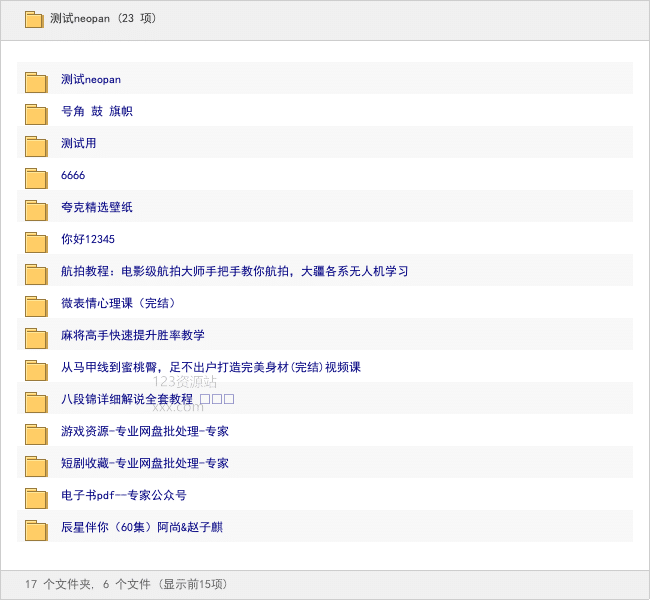 测试neopan (23 项)
测试neopan
号角 鼓 旗帜
测试用
6666
夸克精选壁纸
你好12345
航拍教程：电影级航拍大师手把手教你航拍，大疆各系无人机学习
微表情心理课（完结）
麻将高手快速提升胜率教学
从马甲线到蜜桃臀，足不出户打造完美身材(完结)视频课
123资源站
八段锦详细解说全套教程 □□□
xxx.com
游戏资源-专业网盘批处理-专家
短剧收藏-专业网盘批处理-专家
电子书pdf--专家公众号
辰星伴你（60集）阿尚&赵子麒
17 个文件夹, 6 个文件 (显示前15项)